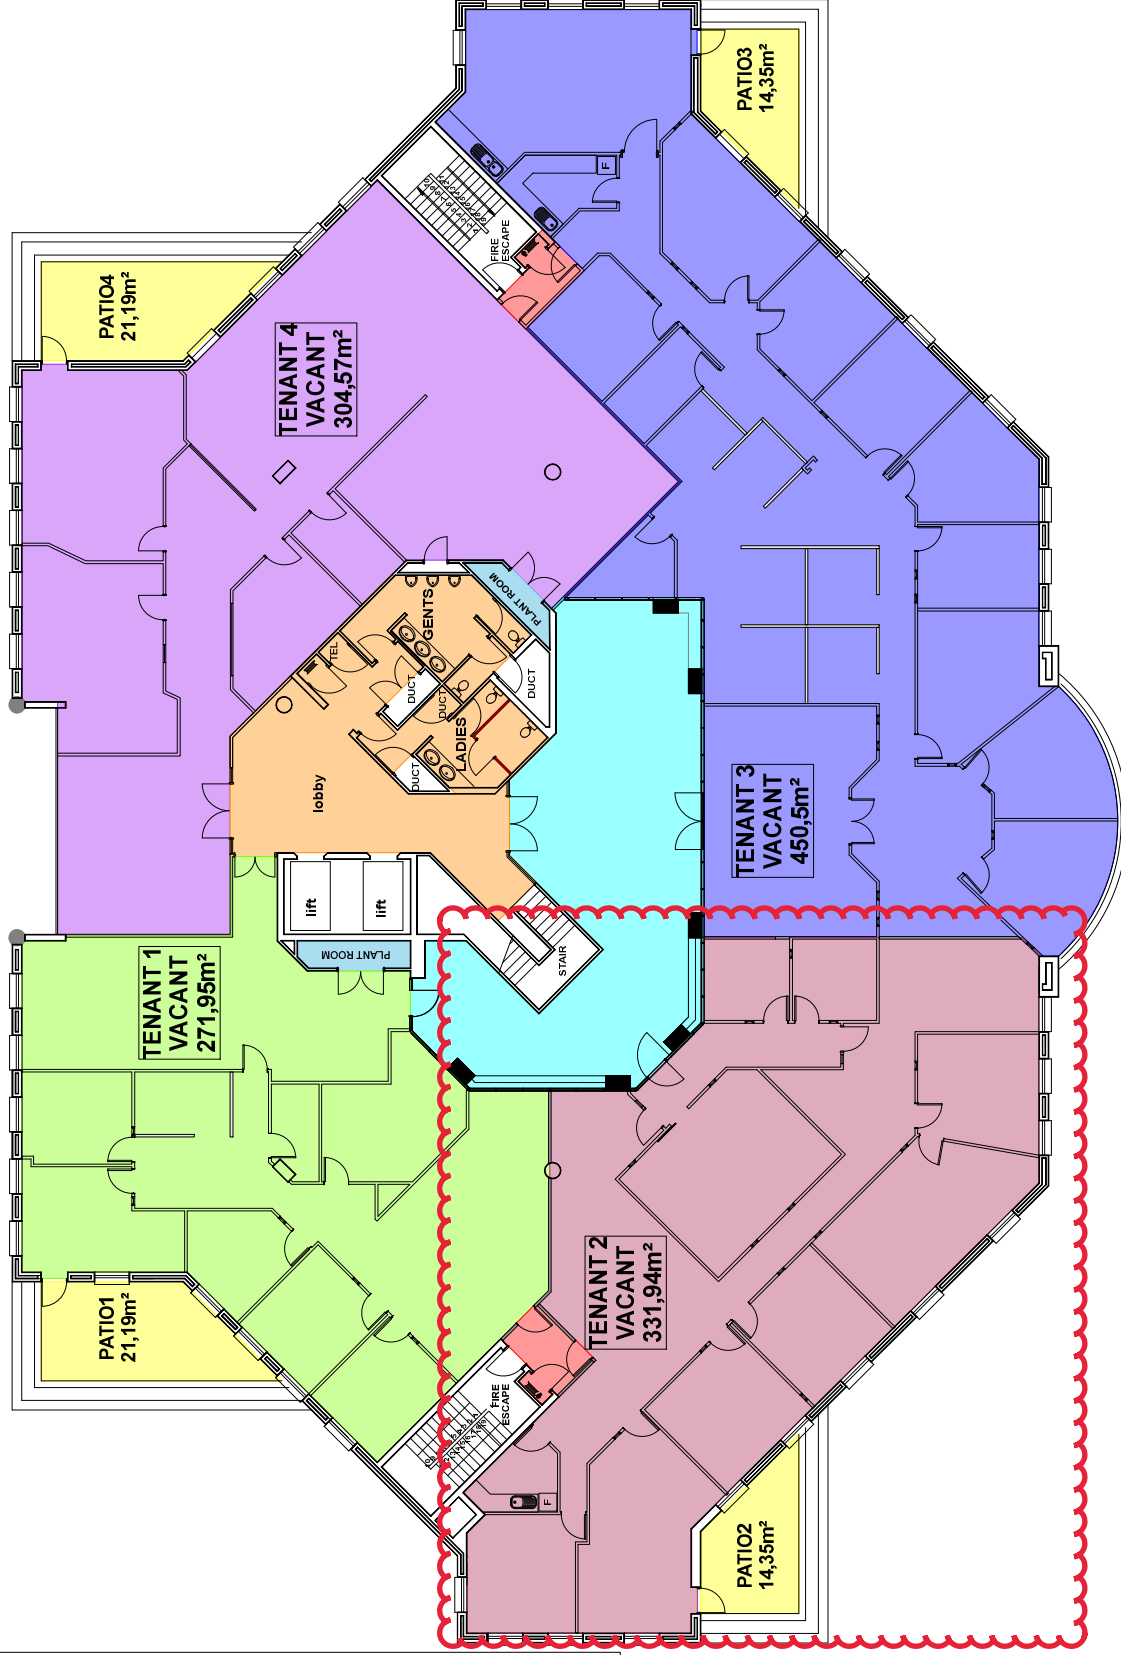 PATIO3
14,35m²
F
FIRE
ESCAPE
PATIO4
21,19m²
TENANT 4
VACANT
304,57m²
PLANT ROOM
GENTS
TEL
DUCT
DUCT
DUCT
LADIES
DUCT
lobby
TENANT 3
VACANT
450,5m²
lift
lift
STAIR
PLANT ROOM
TENANT 1
VACANT
271,95m²
TENANT 2
VACANT
331,94m²
PATIO1
21,19m²
FIRE
ESCAPE
F
PATIO2
14,35m²